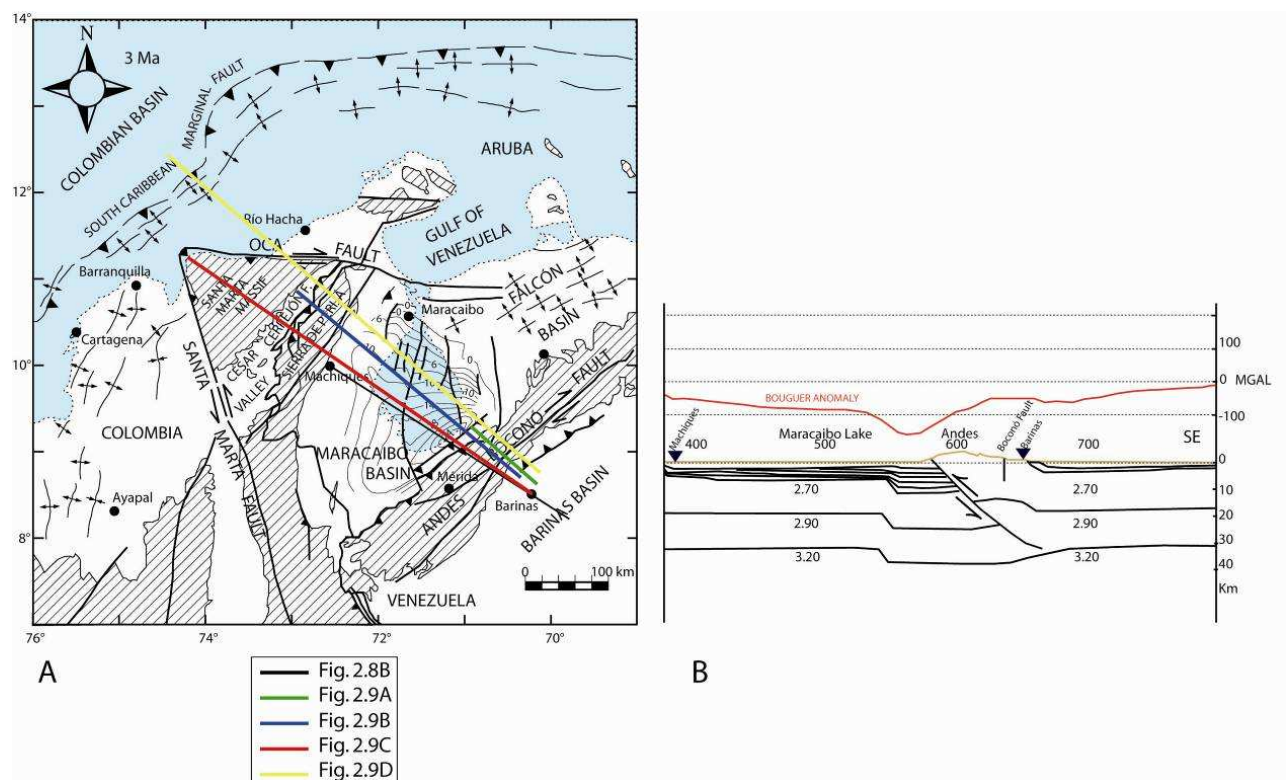 14°
12°
10°
8°
76°
74°
72°
70°
N
3 Ma
COLOMBIAN BASIN
SOUTH CARIBBEAN
MARGINAL
FAULT
ARUBA
Río Hacha
OCA
FAULT
GULF OF
VENEZUELA
Barranquilla
SANTA
MARTA
MASSIF
CERREJÓN F.
SIERRA DE PERIJÁ
CESAR
VALLEY
Maracaibo
FALCÓN
BASIN
Cartagena
Machiques
SANTA
MARTA
FAULT
COLOMBIA
MARACAIBO
BASIN
BOCONÓ
FAULT
Mérida
ANDES
Barinas
BARINAS BASIN
Ayapal
0
100 km
VENEZUELA
A
Fig. 2.8B
Fig. 2.9A
Fig. 2.9B
Fig. 2.9C
Fig. 2.9D
100
0
MGAL
-100
BOUGUER ANOMALY
Machiques
Maracaibo Lake
Andes
Boconó Fault
Barinas
400
500
600
700
SE
0
2.70
2.70
10
2.90
2.90
20
30
3.20
3.20
40
Km
B